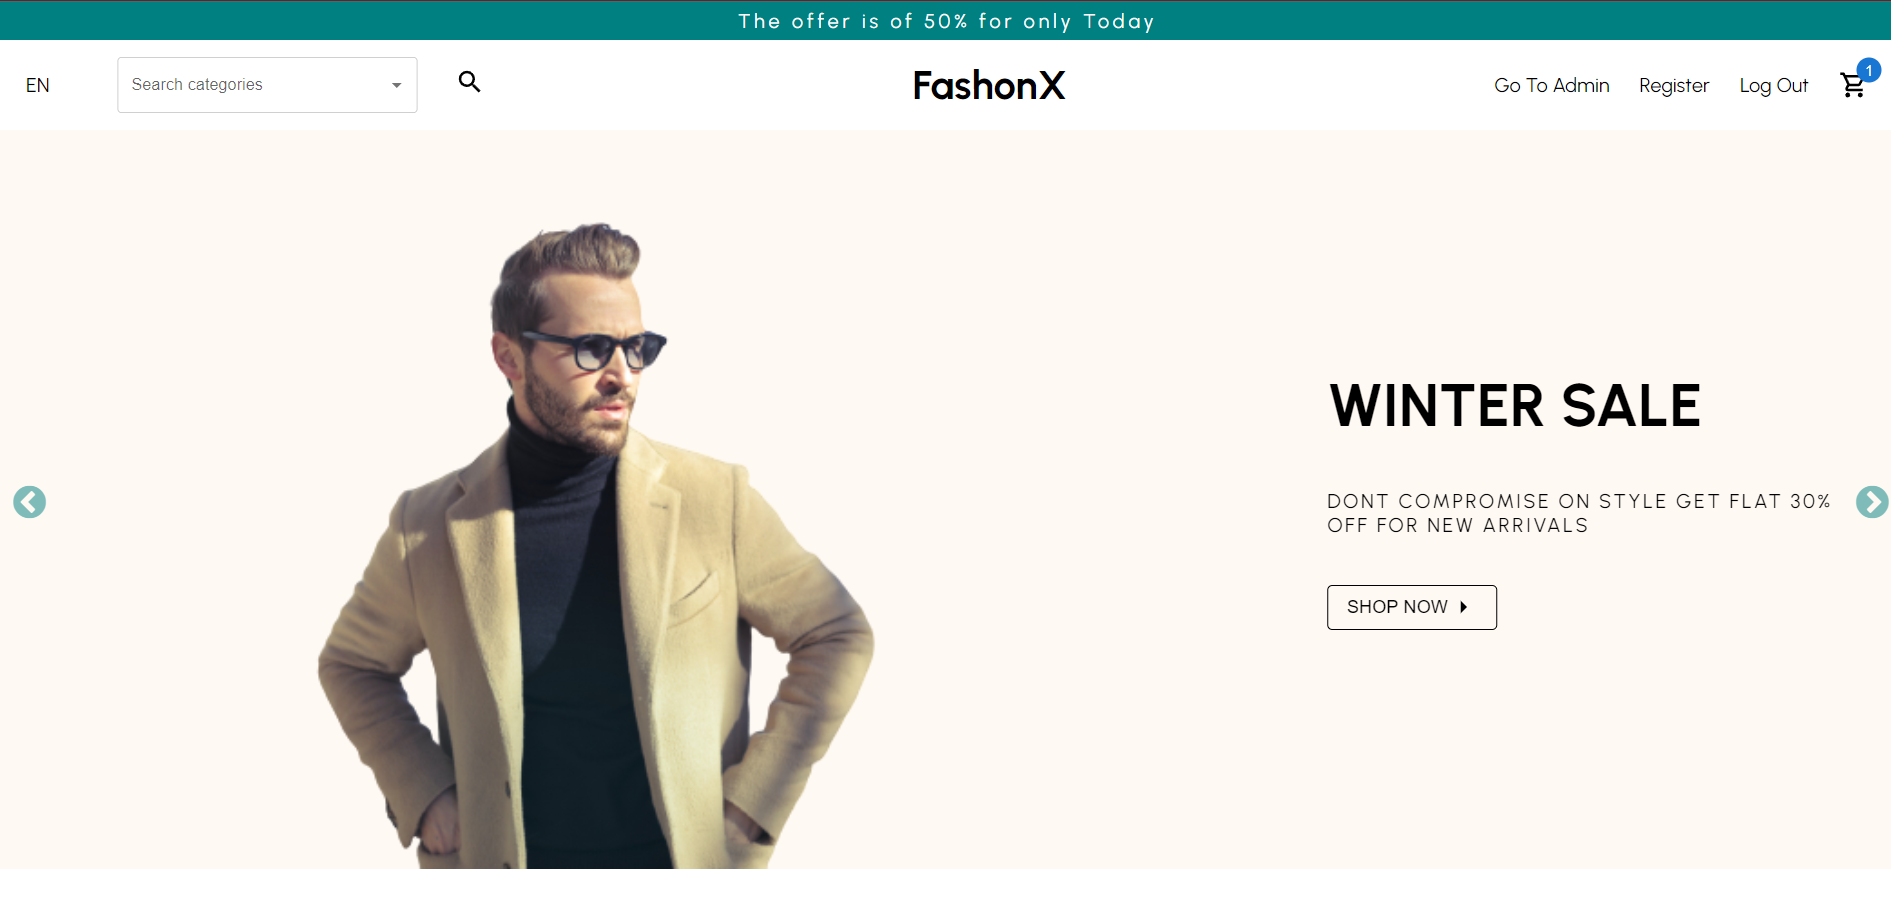 The offer is of 50% for only Today
EN
Search categories
FashonX
Go To Admin
Register
Log Out
1
WINTER SALE
DONT COMPROMISE ON STYLE GET FLAT 30%
OFF FOR NEW ARRIVALS
SHOP NOW